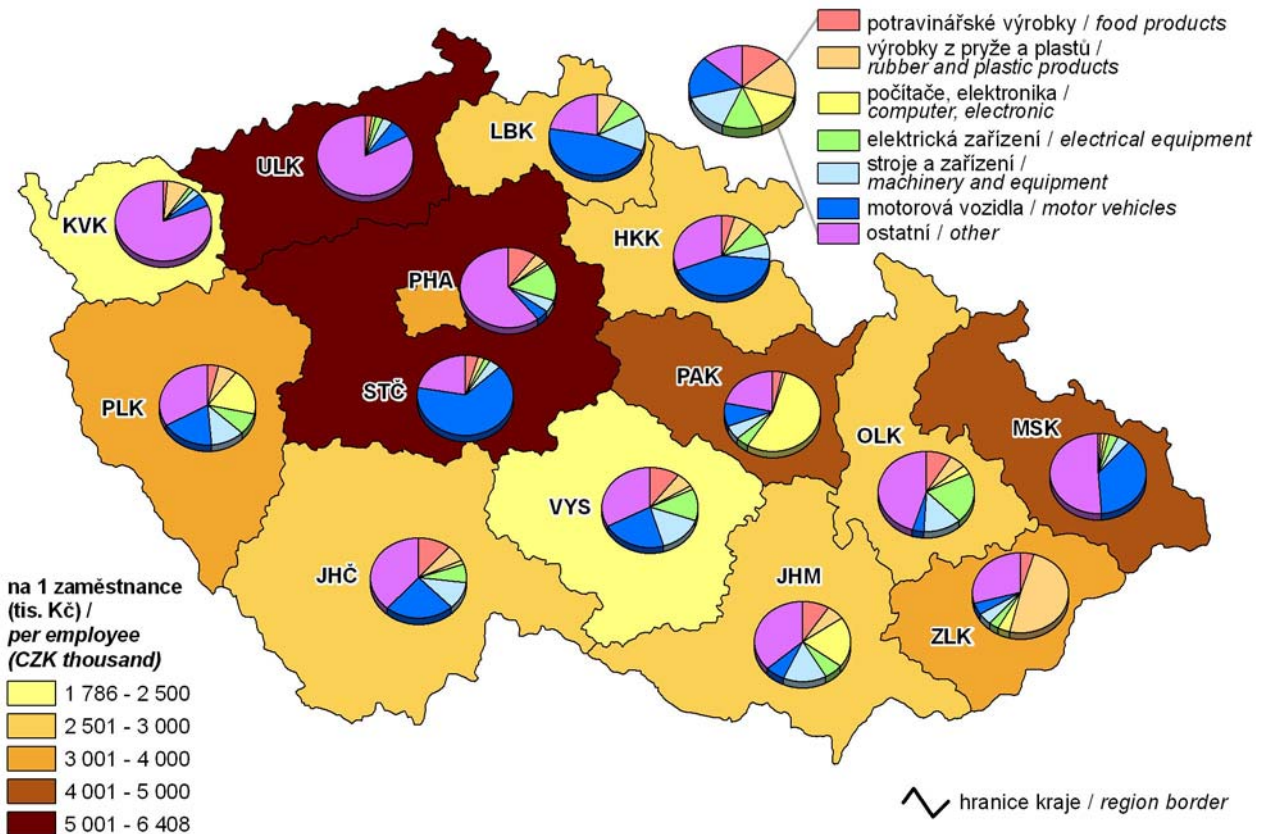 potravinářské výrobky / food products
výrobky z pryže a plastů /
rubber and plastic products
počítače, elektronika /
computer, electronic
elektrická zařízení / electrical equipment
stroje a zařízení /
machinery and equipment
motorová vozidla / motor vehicles
ostatní / other
LBK
ULK
KVK
HKK
PHA
PAK
STČ
PLK
OLK
MSK
VYS
JHČ
JHM
ZLK
na 1 zaměstnance
(tis. Kč) /
per employee
(CZK thousand)
1 786 - 2 500
2 501 - 3 000
3 001 - 4 000
4 001 - 5 000
5 001 - 6 408
hranice kraje / region border